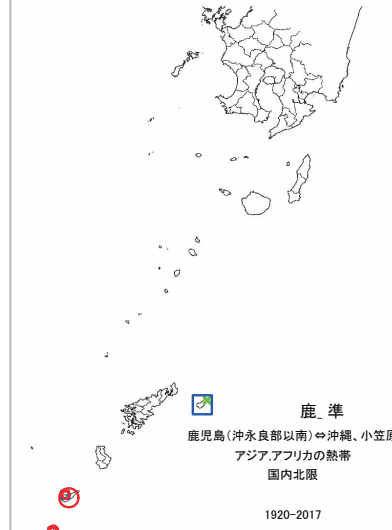 鹿_準
鹿児島(沖永良部以南)⇔沖縄、小笠原
アジア,アフリカの熱帯
国内北限
1920-2017